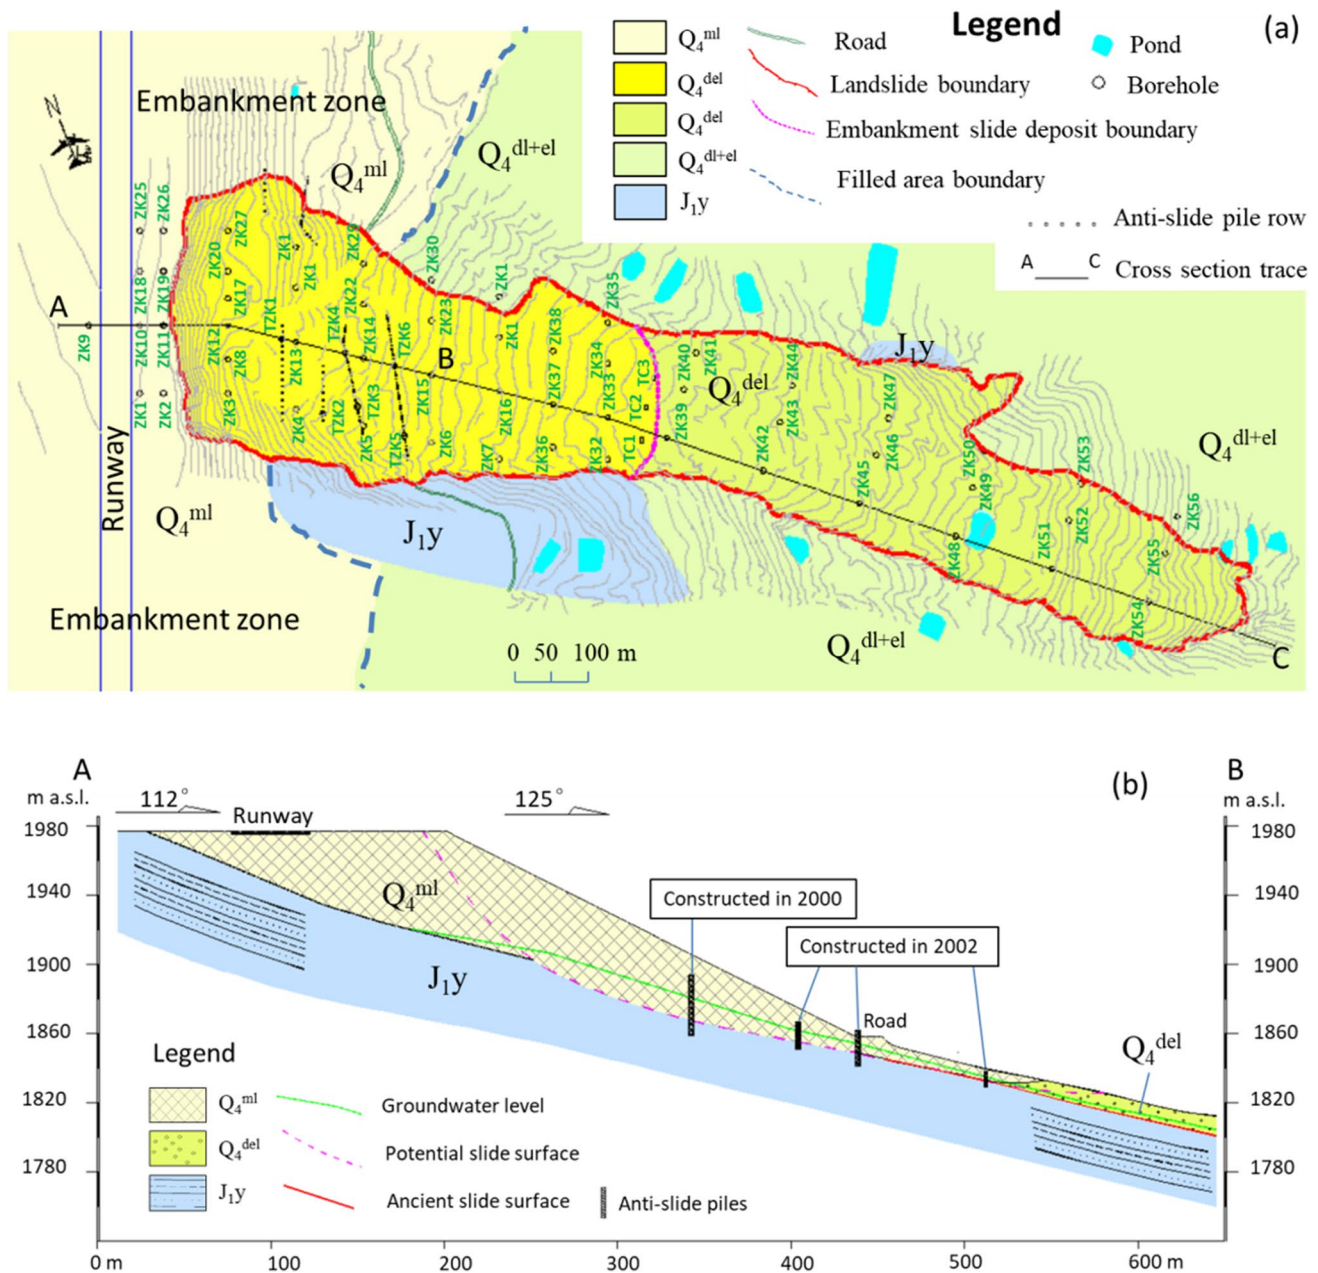 (a)
Legend
Q₄ᵐˡ
Q₄ᵈᵉˡ
Q₄ᵈᵉˡ
Q₄ᵈˡ⁺ᵉˡ
J₁y
Road
Landslide boundary
Embankment slide deposit boundary
Filled area boundary
Pond
Borehole
Anti-slide pile row
A C Cross section trace
N
Embankment zone
Q₄ᵐˡ
Q₄ᵈˡ⁺ᵉˡ
ZK25
ZK26
ZK27
ZK20
ZK1
ZK29
ZK30
ZK1
ZK35
ZK18
ZK19
ZK17
ZK1
ZK22
ZK23
ZK1
ZK38
A
ZK9
ZK10
ZK11
ZK12
TZK1
TZK4
ZK14
TZK6
B
ZK34
TC3
ZK40
ZK41
ZK44
J₁y
ZK8
ZK13
ZK37
ZK33
Q₄ᵈᵉˡ
ZK47
ZK1
ZK2
ZK3
ZK4
TZK2
TZK3
ZK15
ZK16
TC2
ZK39
ZK43
ZK5
TZK5
ZK6
ZK7
ZK36
ZK32
TC1
ZK42
ZK46
ZK45
ZK50
ZK49
ZK53
Q₄ᵈˡ⁺ᵉˡ
Runway
Q₄ᵐˡ
J₁y
ZK48
ZK51
ZK52
ZK56
ZK55
ZK54
Embankment zone
Q₄ᵈˡ⁺ᵉˡ
C
0 50 100 m
A
B
(b)
m a.s.l.
m a.s.l.
112°
125°
Runway
1980
1980
Constructed in 2000
1940
1940
Q₄ᵐˡ
Constructed in 2002
1900
1900
J₁y
Road
1860
1860
Q₄ᵈᵉˡ
Legend
1820
1820
Q₄ᵐˡ
Groundwater level
1780
1780
Q₄ᵈᵉˡ
Potential slide surface
J₁y
Ancient slide surface
Anti-slide piles
0 m 100 200 300 400 500 600 m